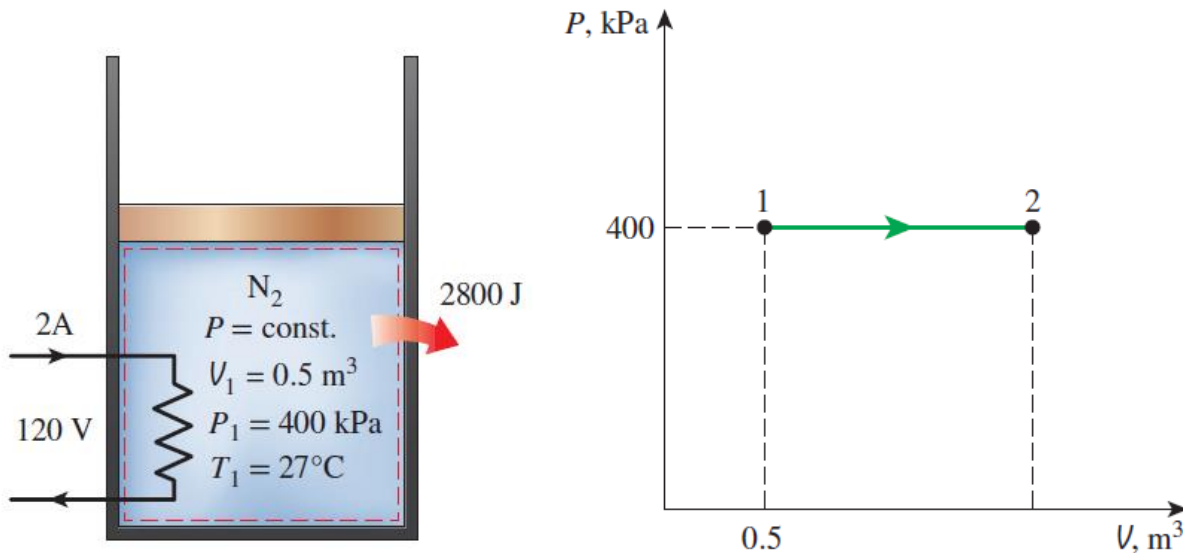 N₂
P = const.
V₁ = 0.5 m³
P₁ = 400 kPa
T₁ = 27°C
2A
120 V
2800 J
P, kPa
400
1
2
0.5
V, m³